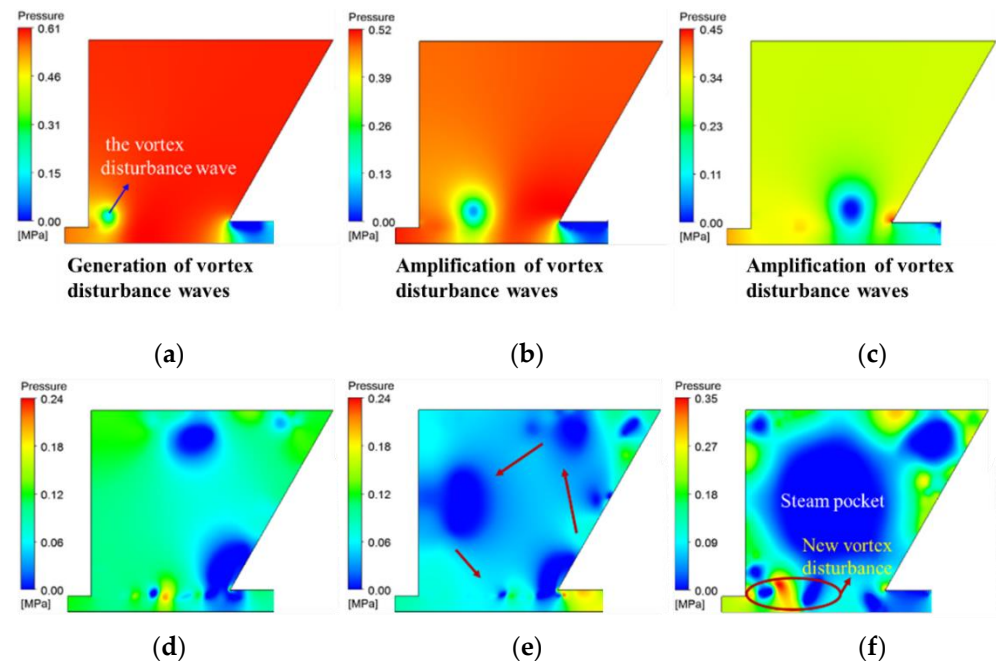 Pressure
0.61
0.46
0.31
0.15
0.00
[MPa]
the vortex
disturbance wave
Generation of vortex
disturbance waves
(a)
Pressure
0.52
0.39
0.26
0.13
0.00
[MPa]
Amplification of vortex
disturbance waves
(b)
Pressure
0.45
0.34
0.23
0.11
0.00
[MPa]
Amplification of vortex
disturbance waves
(c)
Pressure
0.24
0.18
0.12
0.06
0.00
[MPa]
(d)
Pressure
0.24
0.18
0.12
0.06
0.00
[MPa]
(e)
Pressure
0.35
0.27
0.18
0.09
0.00
[MPa]
Steam pocket
New vortex
disturbance
(f)